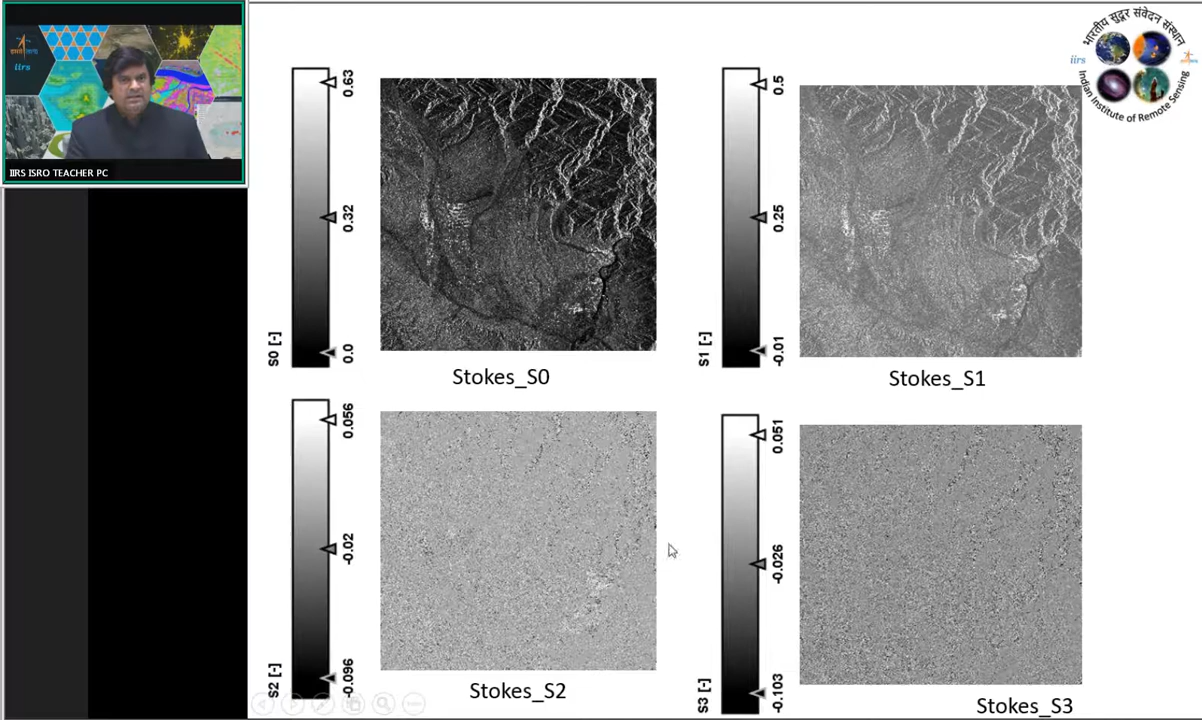 iirs
IIRS ISRO TEACHER PC
भारतीय सुदूर संवेदन संस्थान
iirs
Indian Institute of Remote Sensing
0.63
0.32
0.0
S0 [-]
Stokes_S0
0.5
0.25
-0.01
S1 [-]
Stokes_S1
0.056
-0.02
-0.096
S2 [-]
Stokes_S2
0.051
-0.026
-0.103
S3 [-]
Stokes_S3